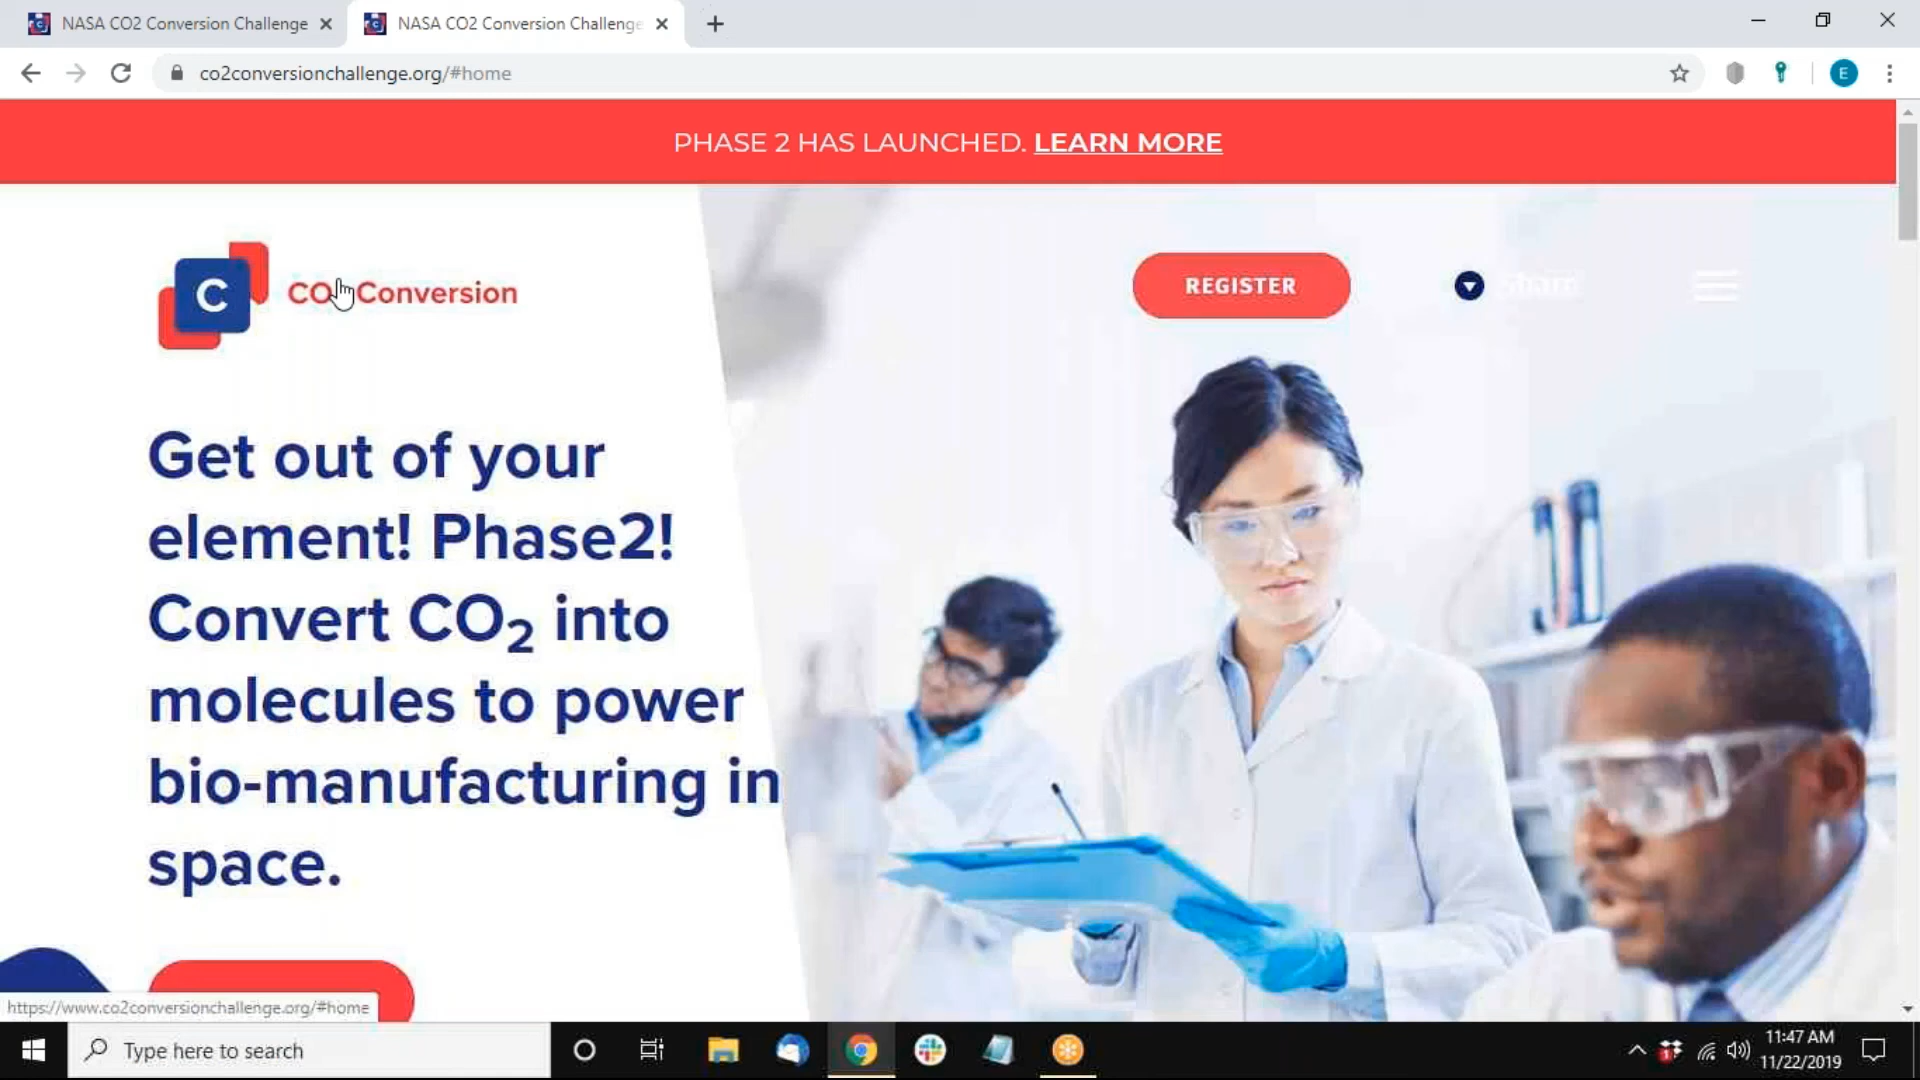 NASA CO2 Conversion Challenge
NASA CO2 Conversion Challenge
co2conversionchallenge.org/#home
E
PHASE 2 HAS LAUNCHED. LEARN MORE
C
CO Conversion
REGISTER
Share
Get out of your
element! Phase2!
Convert CO₂ into
molecules to power
bio-manufacturing in
space.
https://www.co2conversionchallenge.org/#home
Type here to search
11:47 AM
11/22/2019